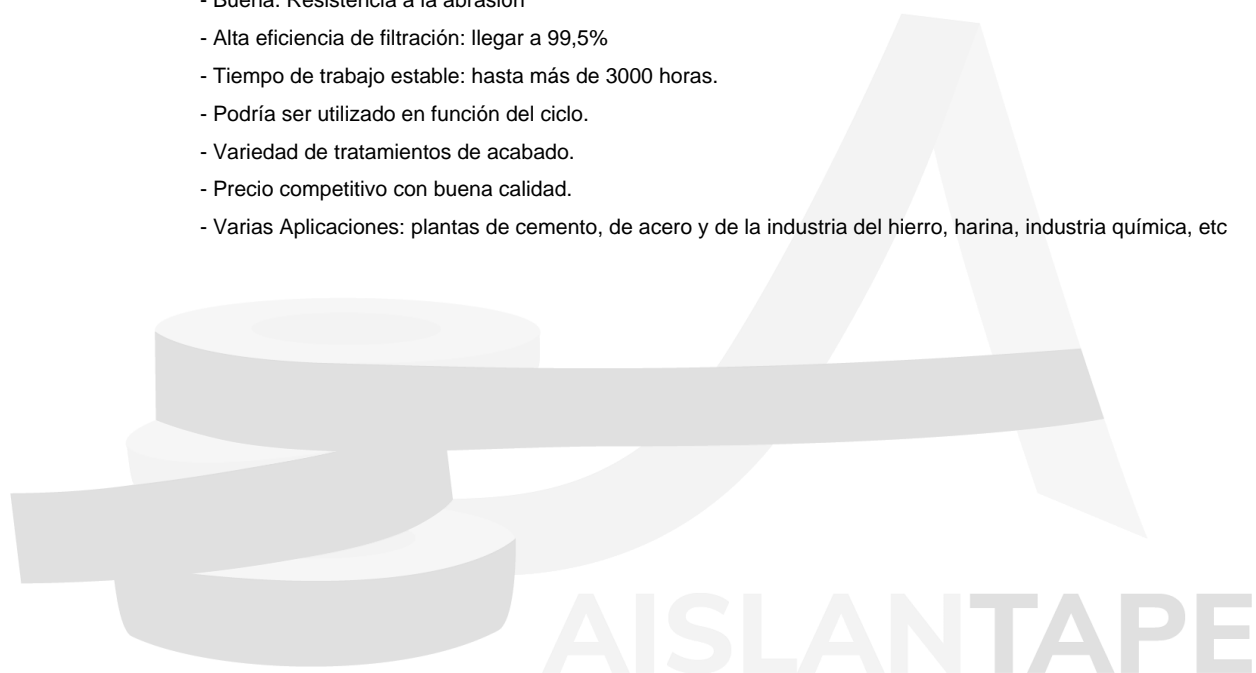 - Buena: Resistencia a la abrasión
- Alta eficiencia de filtración: llegar a 99,5%
- Tiempo de trabajo estable: hasta más de 3000 horas.
- Podría ser utilizado en función del ciclo.
- Variedad de tratamientos de acabado.
- Precio competitivo con buena calidad.
- Varias Aplicaciones: plantas de cemento, de acero y de la industria del hierro, harina, industria química, etc
AISLANTAPE